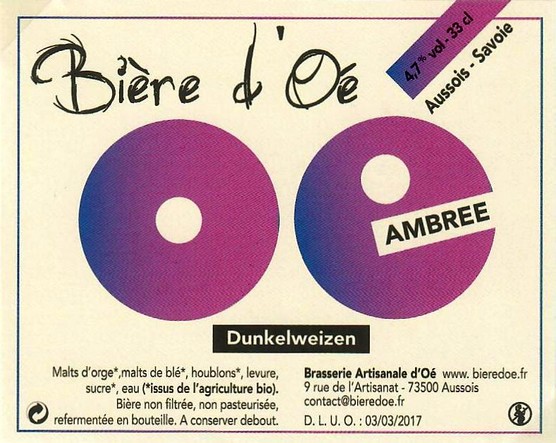 Bière d'Oé
4,7% vol - 33 cl
Aussois - Savoie
oé
AMBREE
Dunkelweizen
Malts d'orge*,malts de blé*, houblons*, levure,
sucre*, eau (*issus de l'agriculture bio).
Bière non filtrée, non pasteurisée,
refermentée en bouteille. A conserver debout.
Brasserie Artisanale d'Oé www. bieredoe.fr
9 rue de l'Artisanat - 73500 Aussois
contact@bieredoe.fr
D. L. U. O. : 03/03/2017